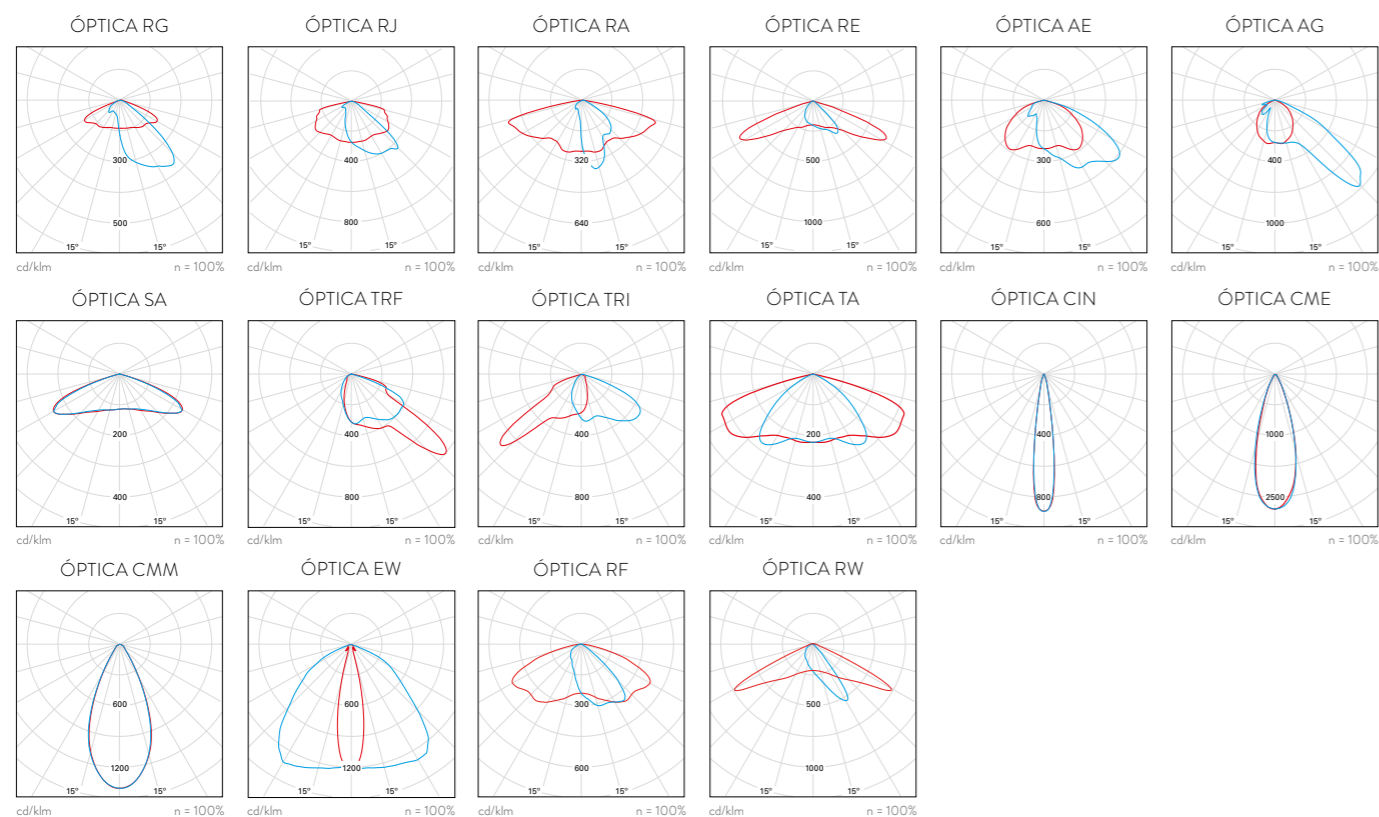 ÓPTICA RG ÓPTICA RJ ÓPTICA RA ÓPTICA RE ÓPTICA AE ÓPTICA AG
300 400 320 500 300 400
500 800 640 1000 600 1000
15° 15° 15° 15° 15° 15° 15° 15° 15° 15° 15° 15°
cd/klm n = 100% cd/klm n = 100% cd/klm n = 100% cd/klm n = 100% cd/klm n = 100% cd/klm n = 100%
ÓPTICA SA ÓPTICA TRF ÓPTICA TRI ÓPTICA TA ÓPTICA CIN ÓPTICA CME
200 400 400 200 400 1000
400 800 800 400 800 2500
15° 15° 15° 15° 15° 15° 15° 15° 15° 15° 15° 15°
cd/klm n = 100% cd/klm n = 100% cd/klm n = 100% cd/klm n = 100% cd/klm n = 100% cd/klm n = 100%
ÓPTICA CMM ÓPTICA EW ÓPTICA RF ÓPTICA RW
600 600 300 500
1200 1200 600 1000
15° 15° 15° 15° 15° 15° 15° 15°
cd/klm n = 100% cd/klm n = 100% cd/klm n = 100% cd/klm n = 100%